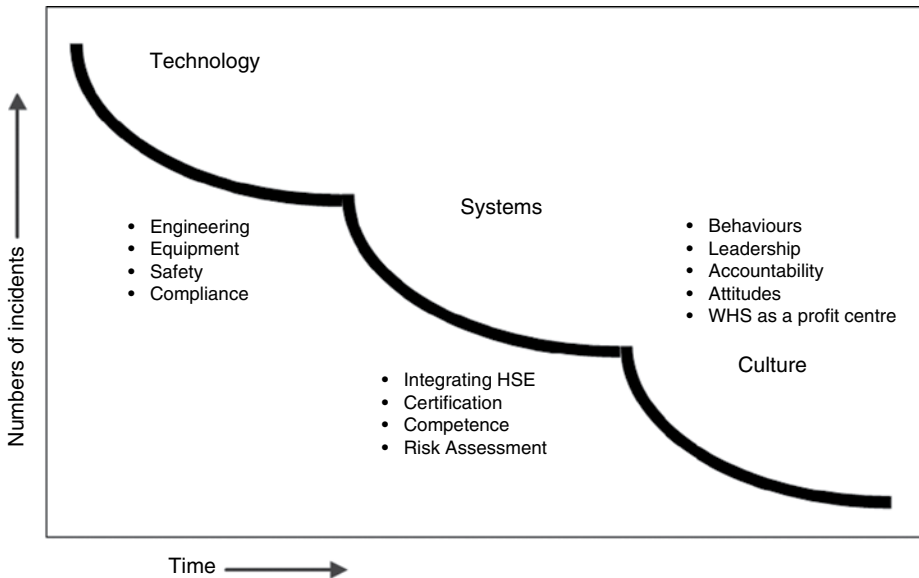 Technology
Numbers of incidents
• Engineering
• Equipment
• Safety
• Compliance
Systems
• Integrating HSE
• Certification
• Competence
• Risk Assessment
• Behaviours
• Leadership
• Accountability
• Attitudes
• WHS as a profit centre
Culture
Time